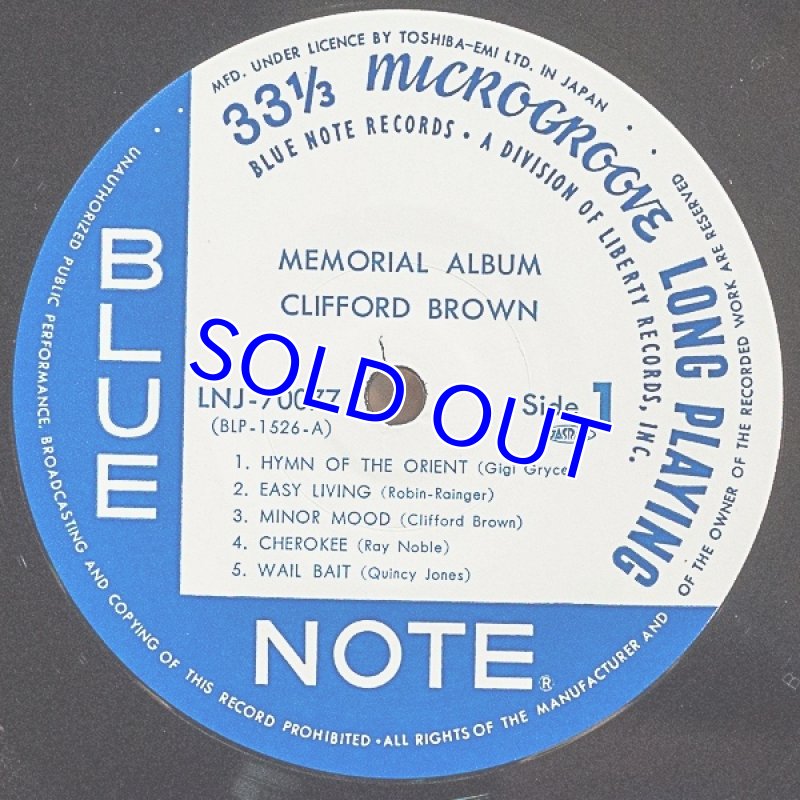 MFD. UNDER LICENCE BY TOSHIBA-EMI LTD. IN JAPAN
33⅓ MICROGROOVE LONG PLAYING
BLUE NOTE RECORDS • A DIVISION OF LIBERTY RECORDS, INC.
MEMORIAL ALBUM
CLIFFORD BROWN
SOLD OUT
Side 1
(BLP-1526-A)
1. HYMN OF THE ORIENT (Gigi Gryce
2. EASY LIVING (Robin-Rainger)
3. MINOR MOOD (Clifford Brown)
4. CHEROKEE (Ray Noble)
5. WAIL BAIT (Quincy Jones)
BLUE
NOTE®
UNAUTHORIZED PUBLIC PERFORMANCE, BROADCASTING AND COPYING OF THIS RECORD PROHIBITED • ALL RIGHTS OF THE MANUFACTURER AND OF THE OWNER OF THE RECORDED WORK ARE RESERVED